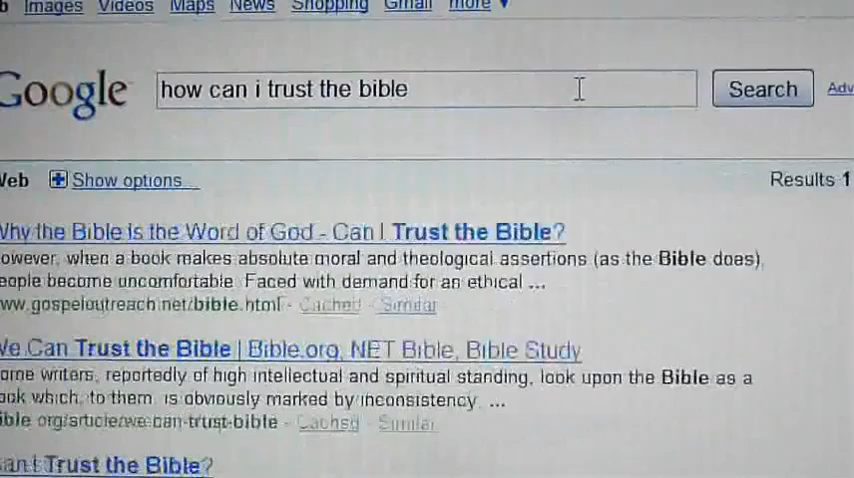 b Images Videos Maps News Shopping Gmail more ▼
Google how can i trust the bible Search Adv
Web Show options... Results 1
Why the Bible is the Word of God - Can I Trust the Bible?
owever, when a book makes absolute moral and theological assertions (as the Bible does),
eople become uncomfortable. Faced with demand for an ethical ...
ww.gospeloutreach.net/bible.html - Cached - Similar
We Can Trust the Bible | Bible.org, NET Bible, Bible Study
ome writers, reportedly of high intellectual and spiritual standing, look upon the Bible as a
ook which, to them, is obviously marked by inconsistency. ...
ible.org/article/we-can-trust-bible - Cached - Similar
an I Trust the Bible?